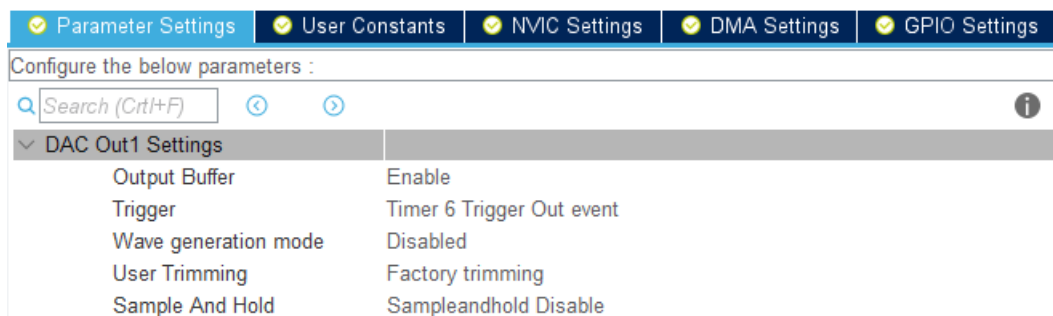 Parameter Settings User Constants NVIC Settings DMA Settings GPIO Settings
Configure the below parameters :
Search (Crtl+F)
DAC Out1 Settings
Output Buffer Enable
Trigger Timer 6 Trigger Out event
Wave generation mode Disabled
User Trimming Factory trimming
Sample And Hold Sampleandhold Disable